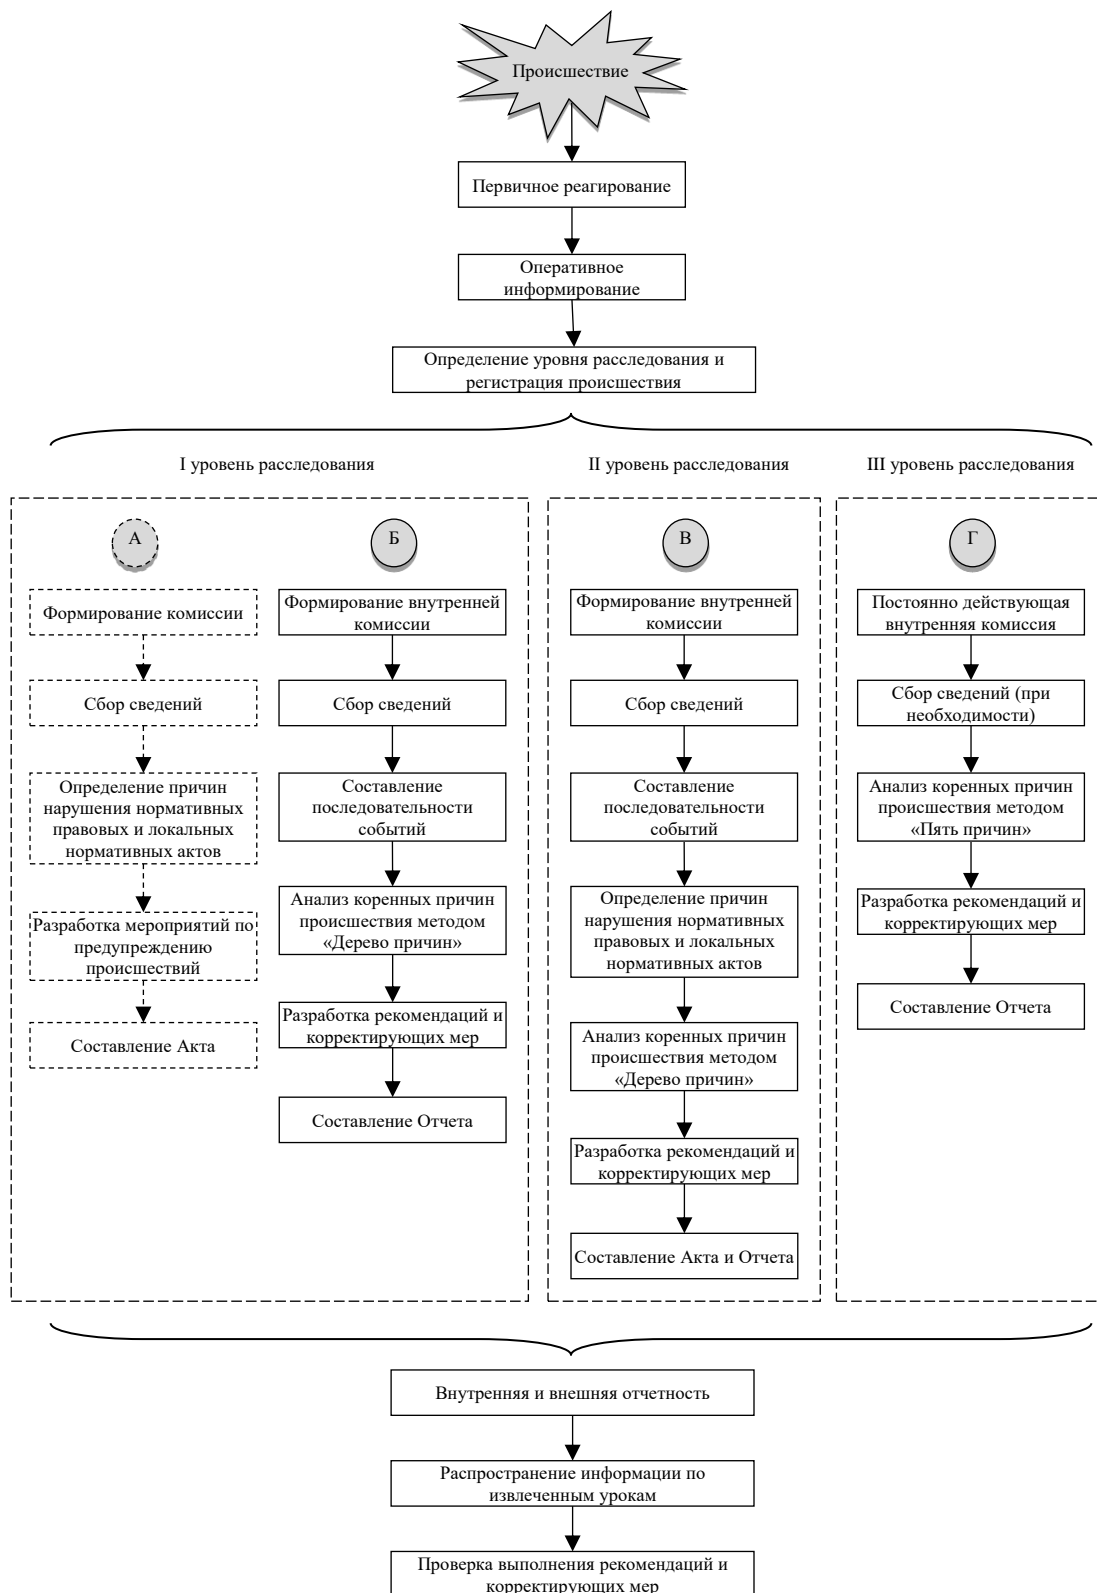 Происшествие
Первичное реагирование
Оперативное
информирование
Определение уровня расследования и
регистрация происшествия
I уровень расследования
II уровень расследования
III уровень расследования
А
Формирование комиссии
Сбор сведений
Определение причин
нарушения нормативных
правовых и локальных
нормативных актов
Разработка мероприятий по
предупреждению
происшествий
Составление Акта
Б
Формирование внутренней
комиссии
Сбор сведений
Составление
последовательности
событий
Анализ коренных причин
происшествия методом
«Дерево причин»
Разработка рекомендаций и
корректирующих мер
Составление Отчета
В
Формирование внутренней
комиссии
Сбор сведений
Составление
последовательности
событий
Определение причин
нарушения нормативных
правовых и локальных
нормативных актов
Анализ коренных причин
происшествия методом
«Дерево причин»
Разработка рекомендаций и
корректирующих мер
Составление Акта и Отчета
Г
Постоянно действующая
внутренняя комиссия
Сбор сведений (при
необходимости)
Анализ коренных причин
происшествия методом
«Пять причин»
Разработка рекомендаций и
корректирующих мер
Составление Отчета
Внутренняя и внешняя отчетность
Распространение информации по
извлеченным урокам
Проверка выполнения рекомендаций и
корректирующих мер